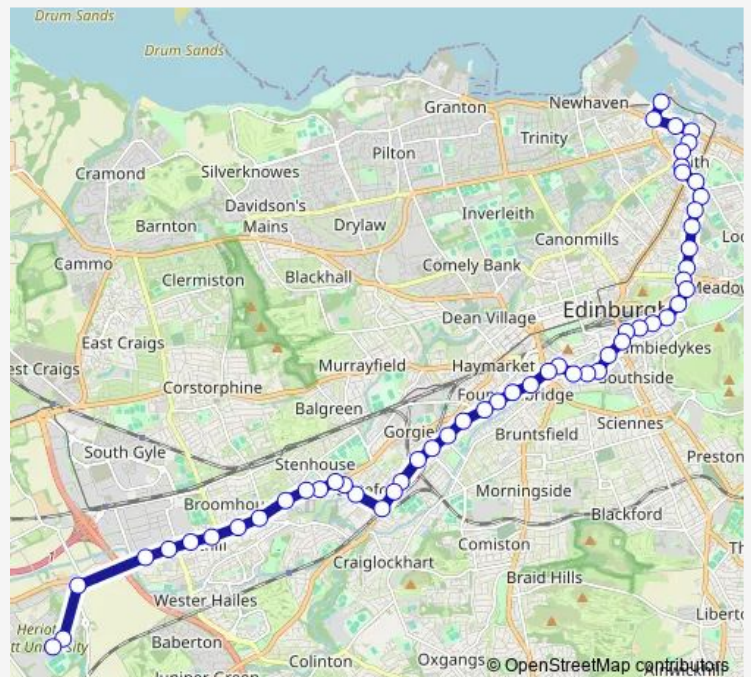 Drum Sands
Drum Sands
Granton
Newhaven
Trinity
Pilton
Cramond
Silverknowes
Davidson's
Mains
Drylaw
Inverleith
Barnton
Canonmills
Cammo
Clermiston
Blackhall
Comely Bank
Dean Village
Edinburgh
East Craigs
Murrayfield
Haymarket
Corstorphine
Southside
Balgreen
Sciennes
Gorgie
Bruntsfield
South Gyle
Stenhouse
Preston
Morningside
Blackford
Comiston
Craiglockhart
Braid Hills
Wester Hailes
Baberton
Colinton
Oxgangs
© OpenStreetMap contributors